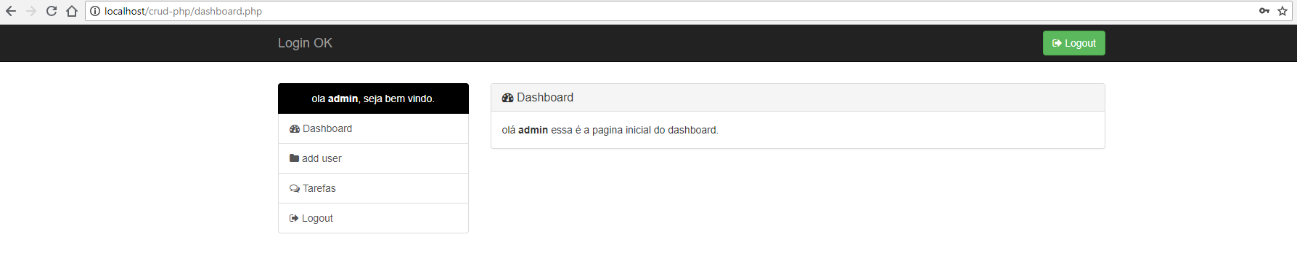 localhost/crud-php/dashboard.php
Login OK
Logout
ola admin, seja bem vindo.
Dashboard
add user
Tarefas
Logout
Dashboard
olá admin essa é a pagina inicial do dashboard.